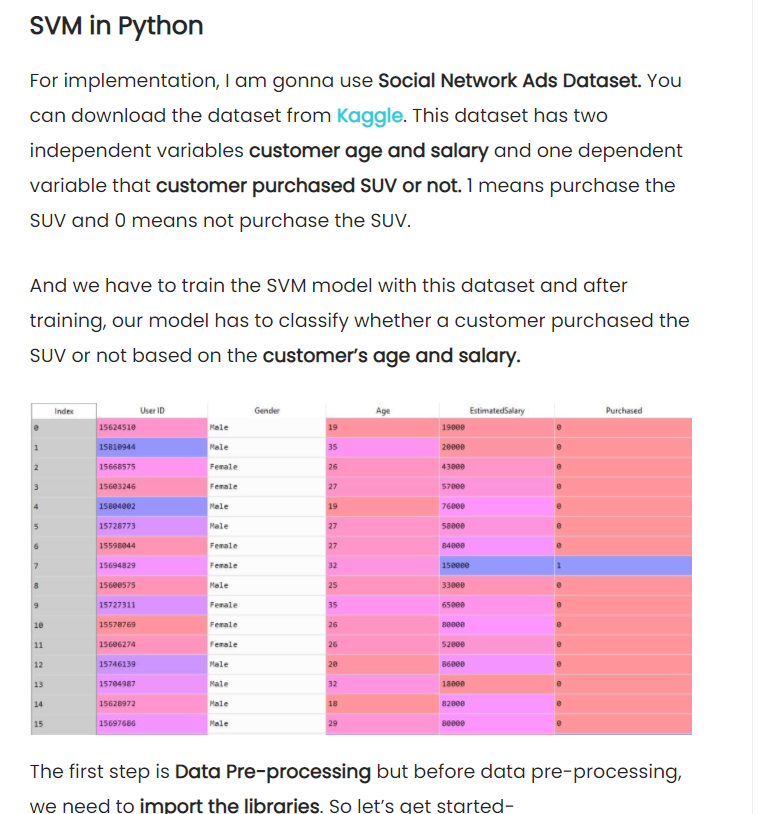 SVM in Python
For implementation, I am gonna use Social Network Ads Dataset. You
can download the dataset from Kaggle. This dataset has two
independent variables customer age and salary and one dependent
variable that customer purchased SUV or not. 1 means purchase the
SUV and 0 means not purchase the SUV.
And we have to train the SVM model with this dataset and after
training, our model has to classify whether a customer purchased the
SUV or not based on the customer's age and salary.
Index User ID Gender Age EstimatedSalary Purchased
0 15624510 Male 19 19000 0
1 15810944 Male 35 20000 0
2 15668575 Female 26 43000 0
3 15603246 Female 27 57000 0
4 15804002 Male 19 76000 0
5 15728773 Male 27 58000 0
6 15598044 Female 27 84000 0
7 15694829 Female 32 150000 1
8 15600575 Male 25 33000 0
9 15727311 Female 35 65000 0
10 15570769 Female 26 80000 0
11 15606274 Female 26 52000 0
12 15746139 Male 20 86000 0
13 15704987 Male 32 18000 0
14 15628972 Male 18 82000 0
15 15697686 Male 29 80000 0
The first step is Data Pre-processing but before data pre-processing,
we need to import the libraries. So let's get started-